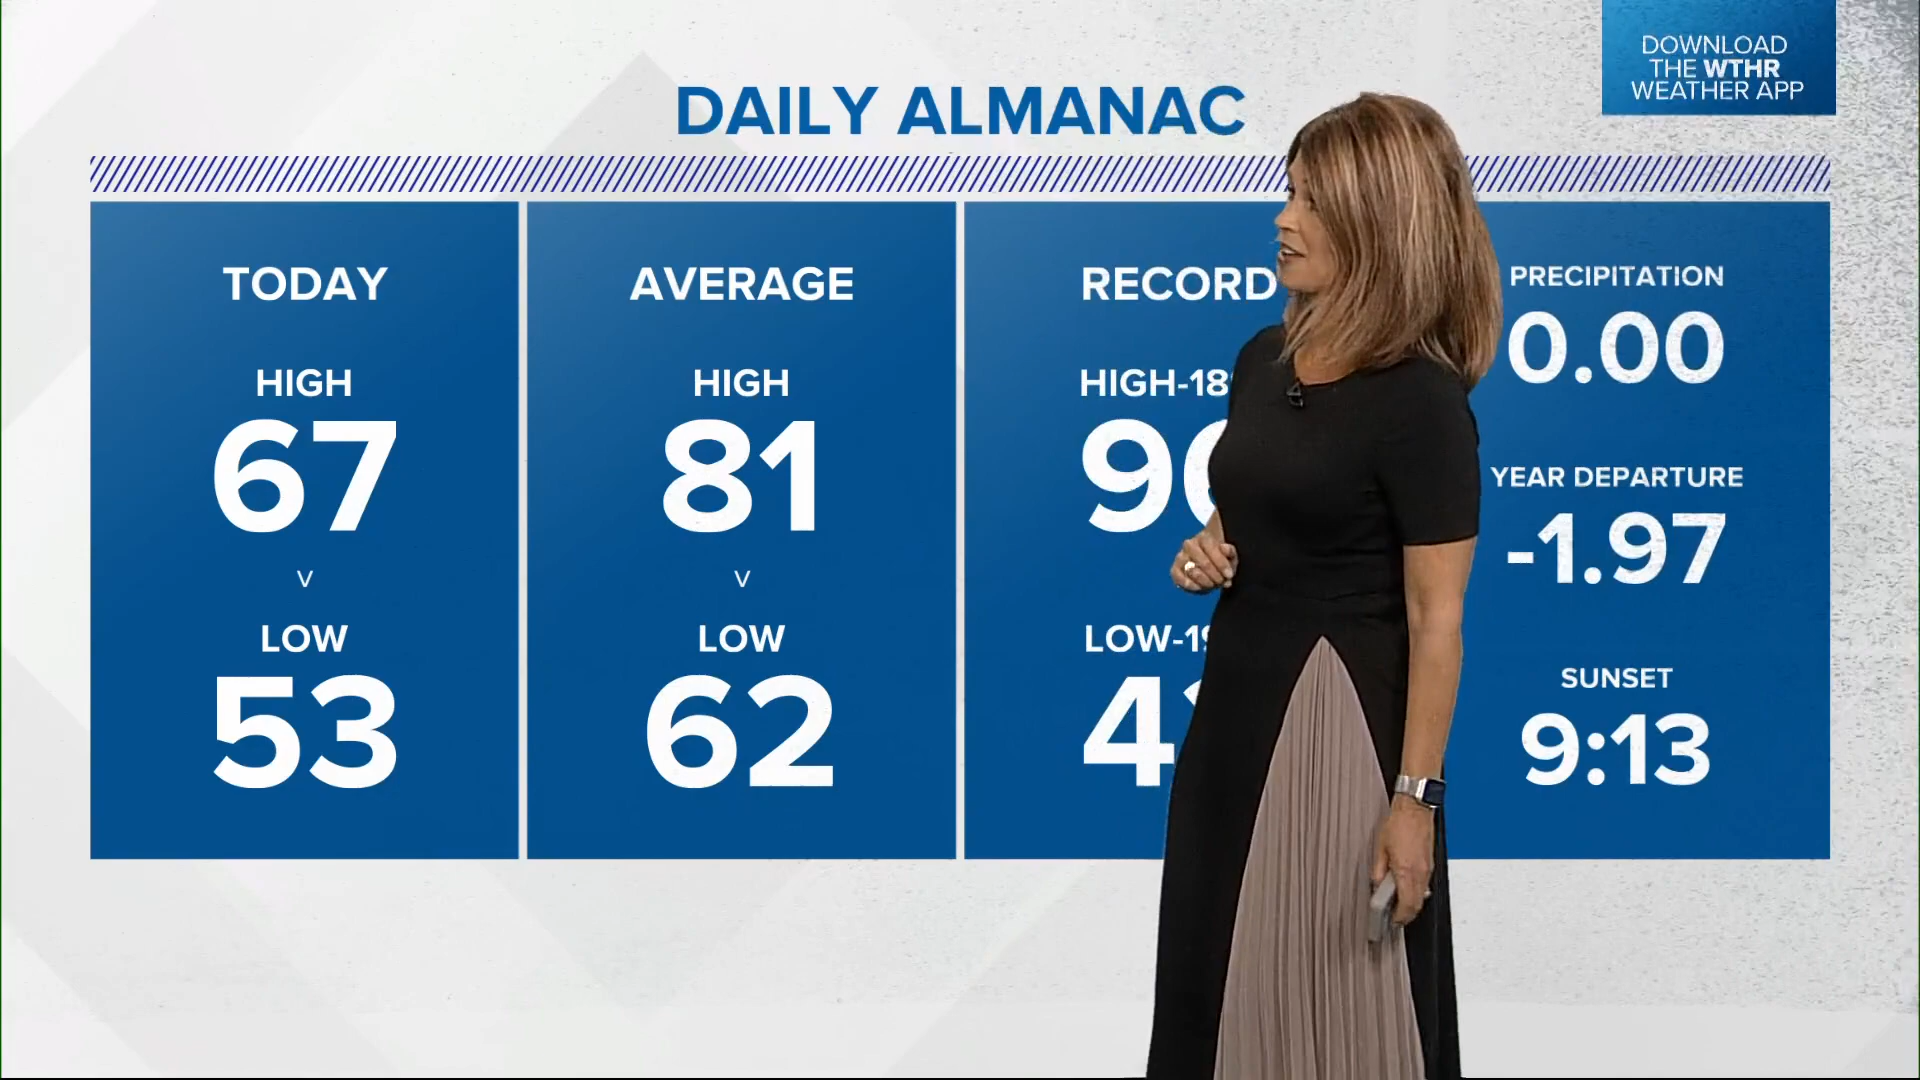 DOWNLOAD
THE WTHR
WEATHER APP
DAILY ALMANAC
TODAY
HIGH
67
V
LOW
53
AVERAGE
HIGH
81
V
LOW
62
RECORD
PRECIPITATION
0.00
YEAR DEPARTURE
-1.97
SUNSET
9:13